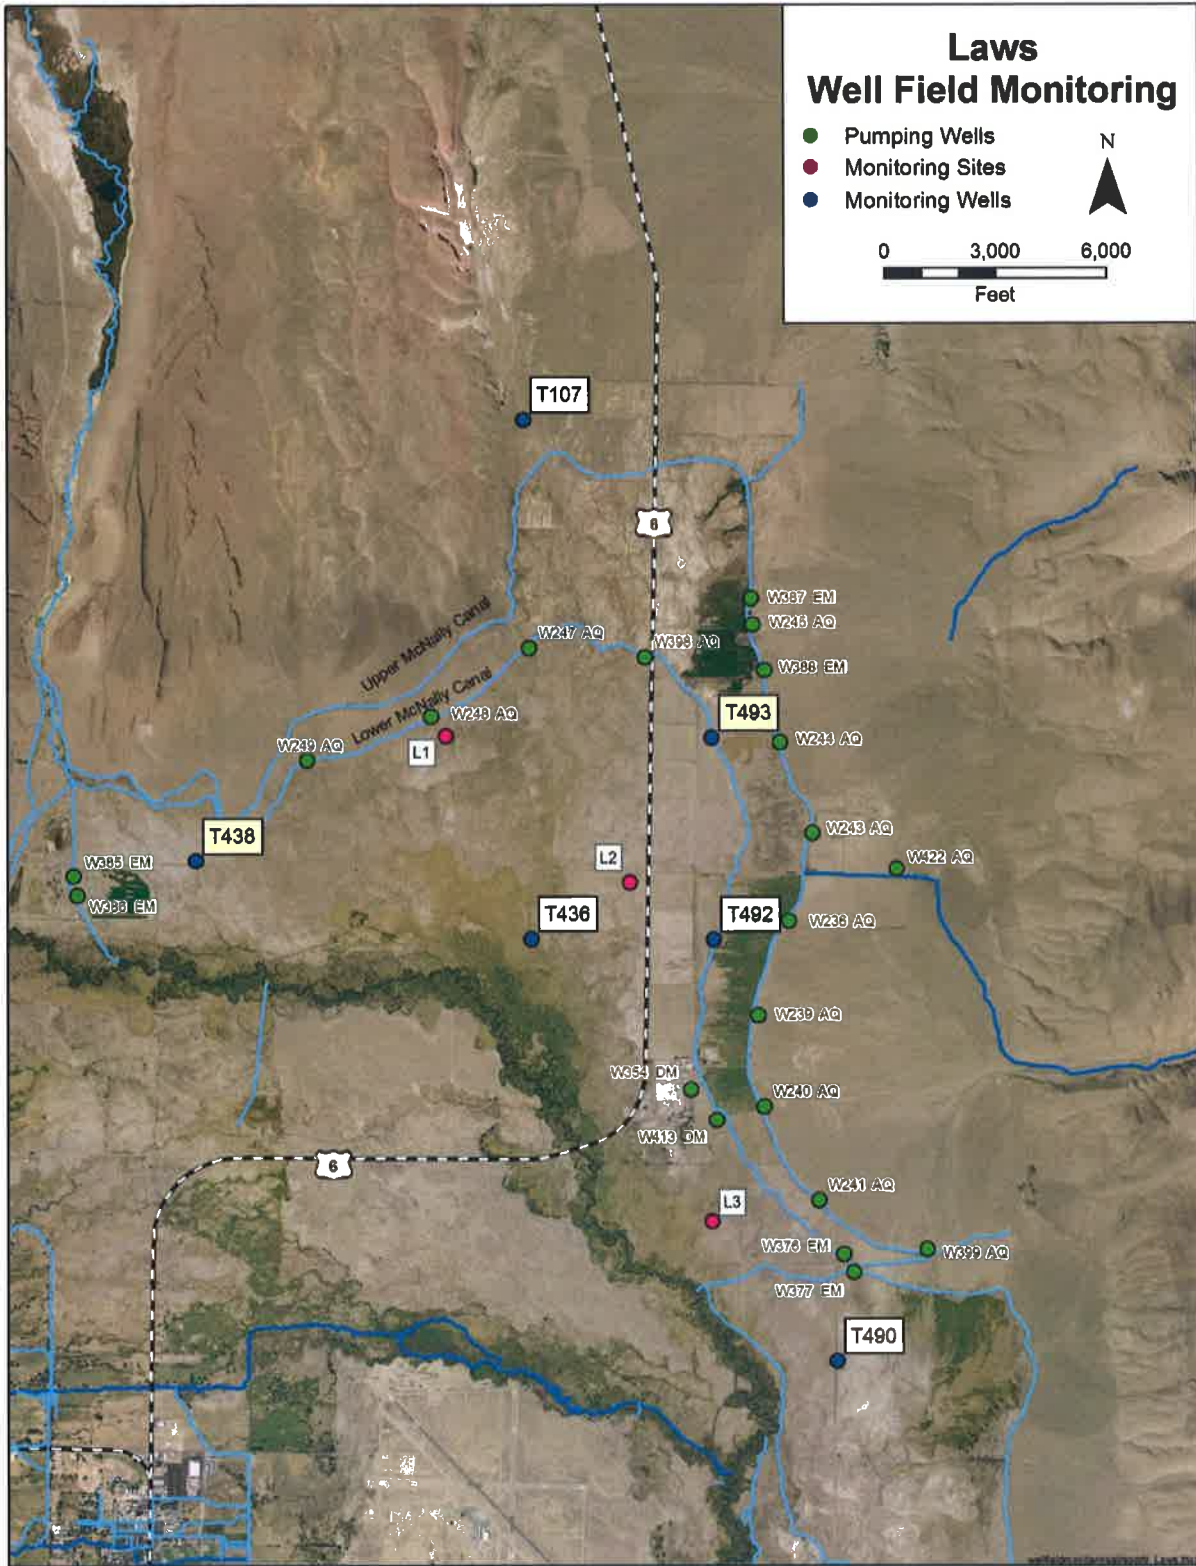 Laws
Well Field Monitoring
Pumping Wells
Monitoring Sites
Monitoring Wells
N
0 3,000 6,000
Feet
T107
6
W387 EM
W245 AQ
Upper McNally Canal
W247 AQ
W398 AQ
W388 EM
Lower McNally Canal
W248 AQ
T493
L1
W249 AQ
W244 AQ
T438
W243 AQ
W385 EM
L2
W422 AQ
W386 EM
T436
T492
W236 AQ
W239 AQ
W354 DM
W240 AQ
W413 DM
6
W241 AQ
L3
W376 EM
W399 AQ
W377 EM
T490